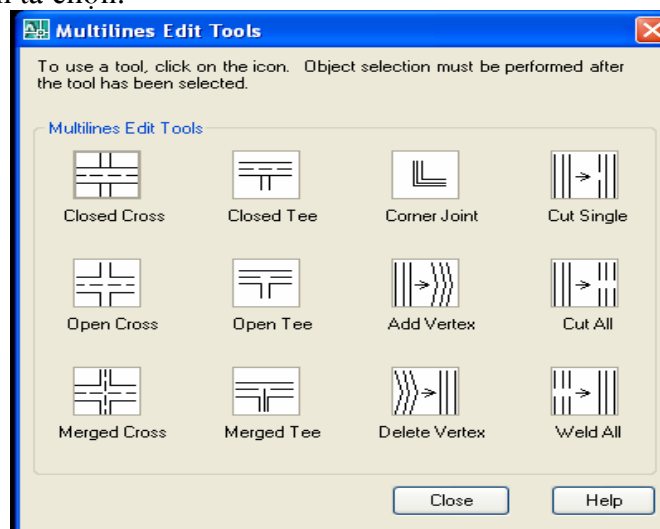 ta chọn.
Multilines Edit Tools
To use a tool, click on the icon. Object selection must be performed after
the tool has been selected.
Multilines Edit Tools
Closed Cross Closed Tee Corner Joint Cut Single
Open Cross Open Tee Add Vertex Cut All
Merged Cross Merged Tee Delete Vertex Weld All
Close Help